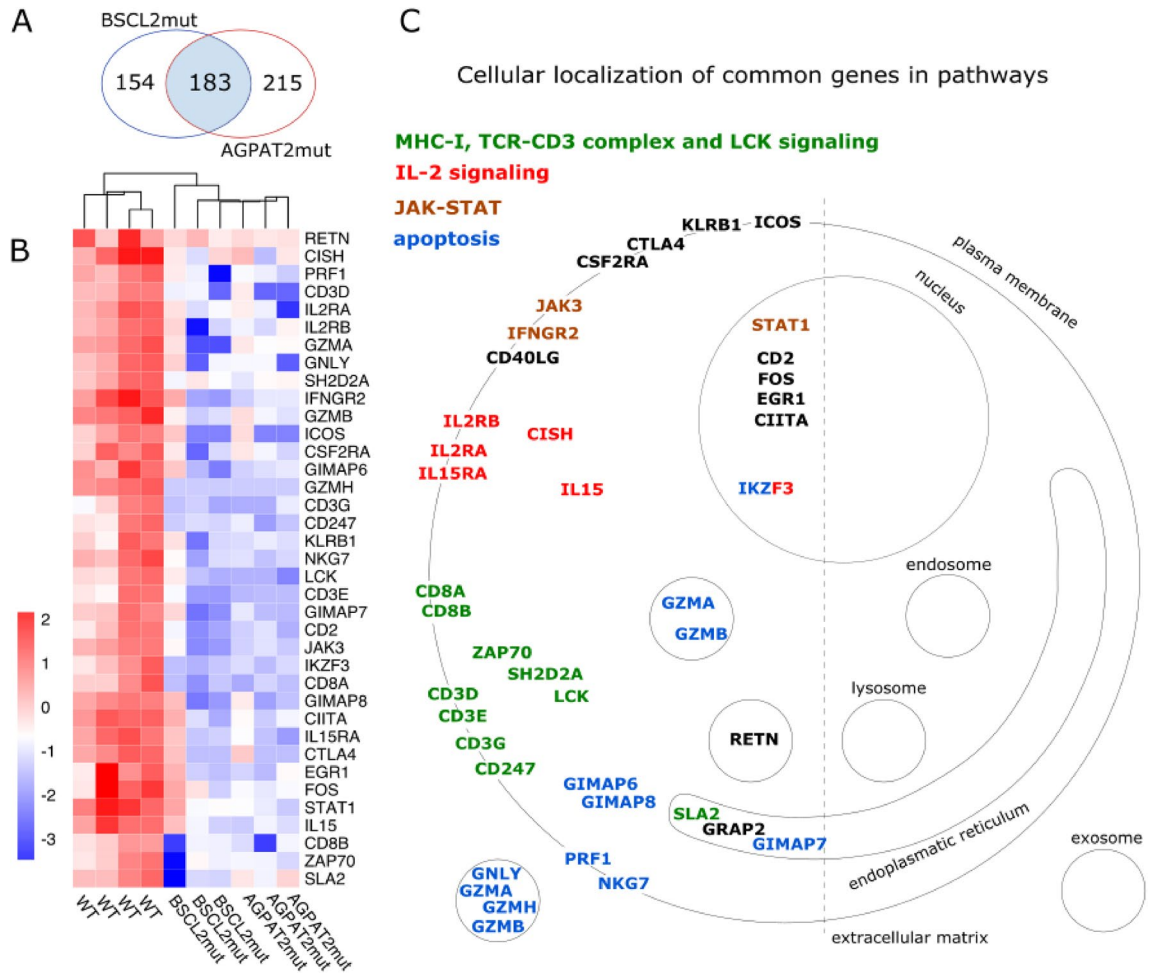 A
BSCL2mut
154
183
215
AGPAT2mut
B
RETN
CISH
PRF1
CD3D
IL2RA
IL2RB
GZMA
GNLY
SH2D2A
IFNGR2
GZMB
ICOS
CSF2RA
GIMAP6
GZMH
CD3G
CD247
KLRB1
NKG7
LCK
CD3E
GIMAP7
CD2
JAK3
IKZF3
CD8A
GIMAP8
CIITA
IL15RA
CTLA4
EGR1
FOS
STAT1
IL15
CD8B
ZAP70
SLA2
2
1
0
-1
-2
-3
WT
WT
WT
WT
BSCL2mut
BSCL2mut
BSCL2mut
AGPAT2mut
AGPAT2mut
AGPAT2mut
C
Cellular localization of common genes in pathways
MHC-I, TCR-CD3 complex and LCK signaling
IL-2 signaling
JAK-STAT
apoptosis
KLRB1
ICOS
CTLA4
CSF2RA
JAK3
IFNGR2
CD40LG
IL2RB
CISH
IL2RA
IL15RA
IL15
plasma membrane
nucleus
STAT1
CD2
FOS
EGR1
CIITA
IKZF3
endosome
CD8A
CD8B
GZMA
GZMB
ZAP70
SH2D2A
LCK
CD3D
CD3E
CD3G
CD247
lysosome
RETN
GIMAP6
GIMAP8
SLA2
GRAP2
GIMAP7
endoplasmatic reticulum
exosome
PRF1
NKG7
GNLY
GZMA
GZMH
GZMB
extracellular matrix